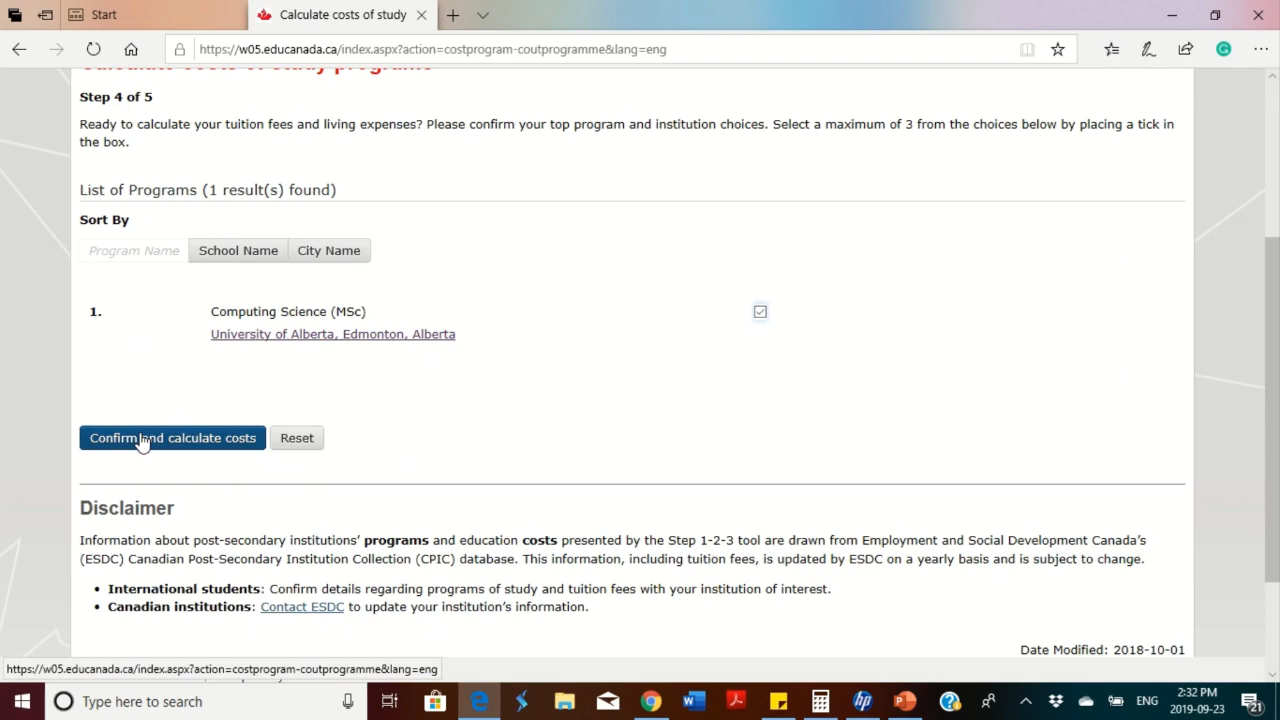 Start
Calculate costs of study
https://w05.educanada.ca/index.aspx?action=costprogram-coutprogramme&lang=eng
Calculate costs of study programs
Step 4 of 5
Ready to calculate your tuition fees and living expenses? Please confirm your top program and institution choices. Select a maximum of 3 from the choices below by placing a tick in
the box.
List of Programs (1 result(s) found)
Sort By
Program Name School Name City Name
1. Computing Science (MSc)
University of Alberta, Edmonton, Alberta
Confirm and calculate costs Reset
Disclaimer
Information about post-secondary institutions' programs and education costs presented by the Step 1-2-3 tool are drawn from Employment and Social Development Canada's
(ESDC) Canadian Post-Secondary Institution Collection (CPIC) database. This information, including tuition fees, is updated by ESDC on a yearly basis and is subject to change.
• International students: Confirm details regarding programs of study and tuition fees with your institution of interest.
• Canadian institutions: Contact ESDC to update your institution's information.
Date Modified: 2018-10-01
https://w05.educanada.ca/index.aspx?action=costprogram-coutprogramme&lang=eng
Type here to search
ENG
2:32 PM
2019-09-23
21